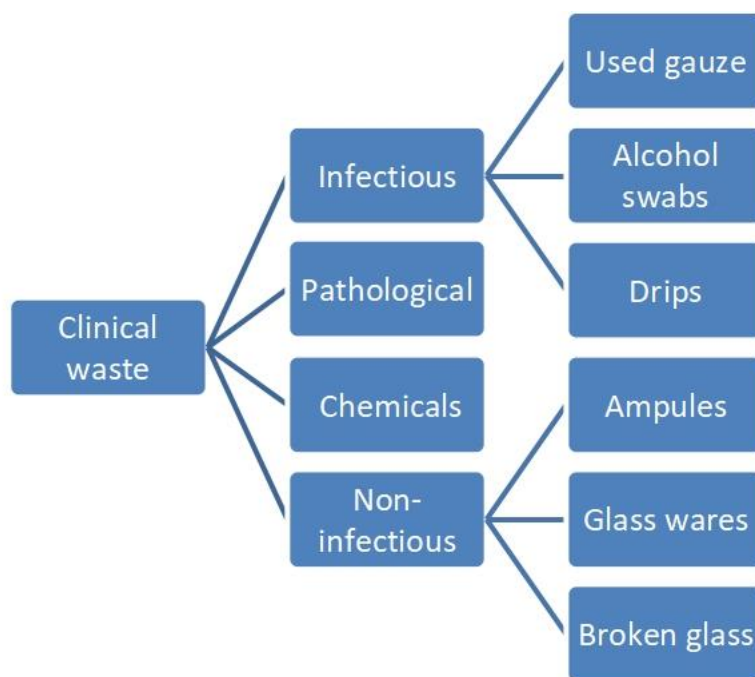 Clinical
waste
Infectious
Pathological
Chemicals
Non-
infectious
Used gauze
Alcohol
swabs
Drips
Ampules
Glass wares
Broken glass